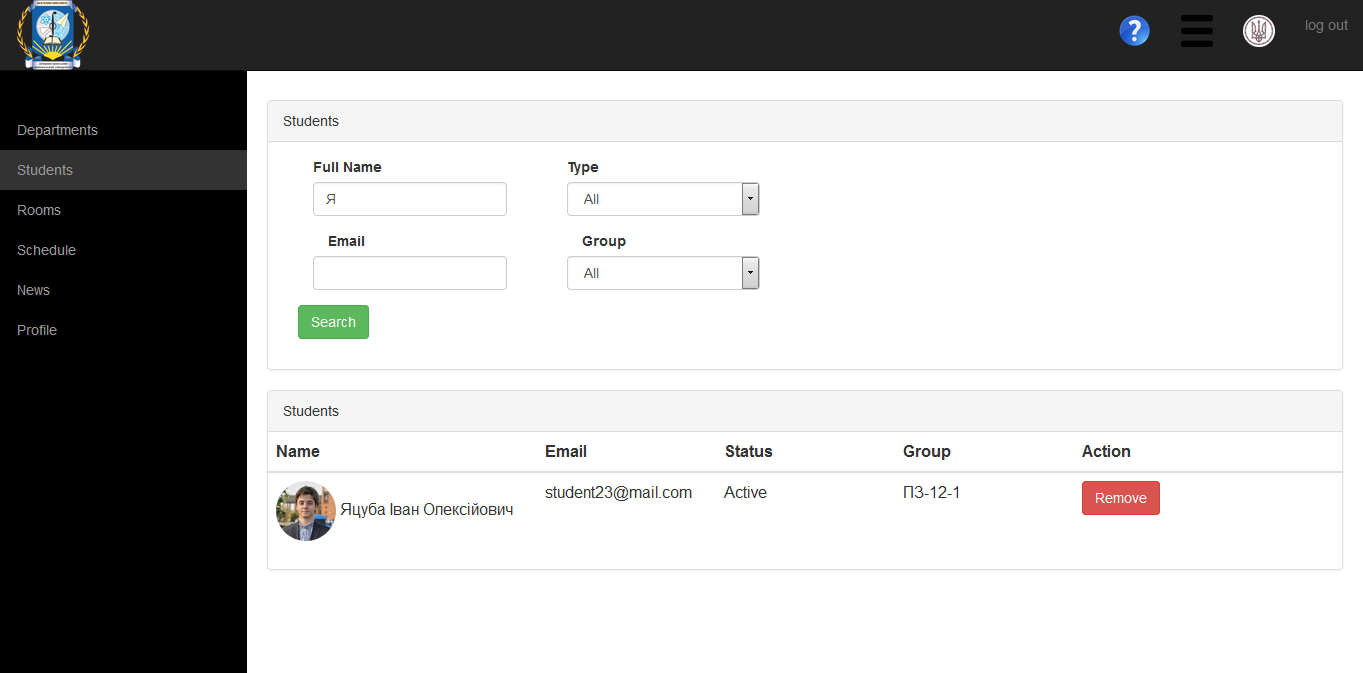 ?
log out
Departments
Students
Rooms
Schedule
News
Profile
Students
Full Name Type
Я All
Email Group
All
Search
Students
Name Email Status Group Action
Яцуба Іван Олексійович student23@mail.com Active ПЗ-12-1 Remove